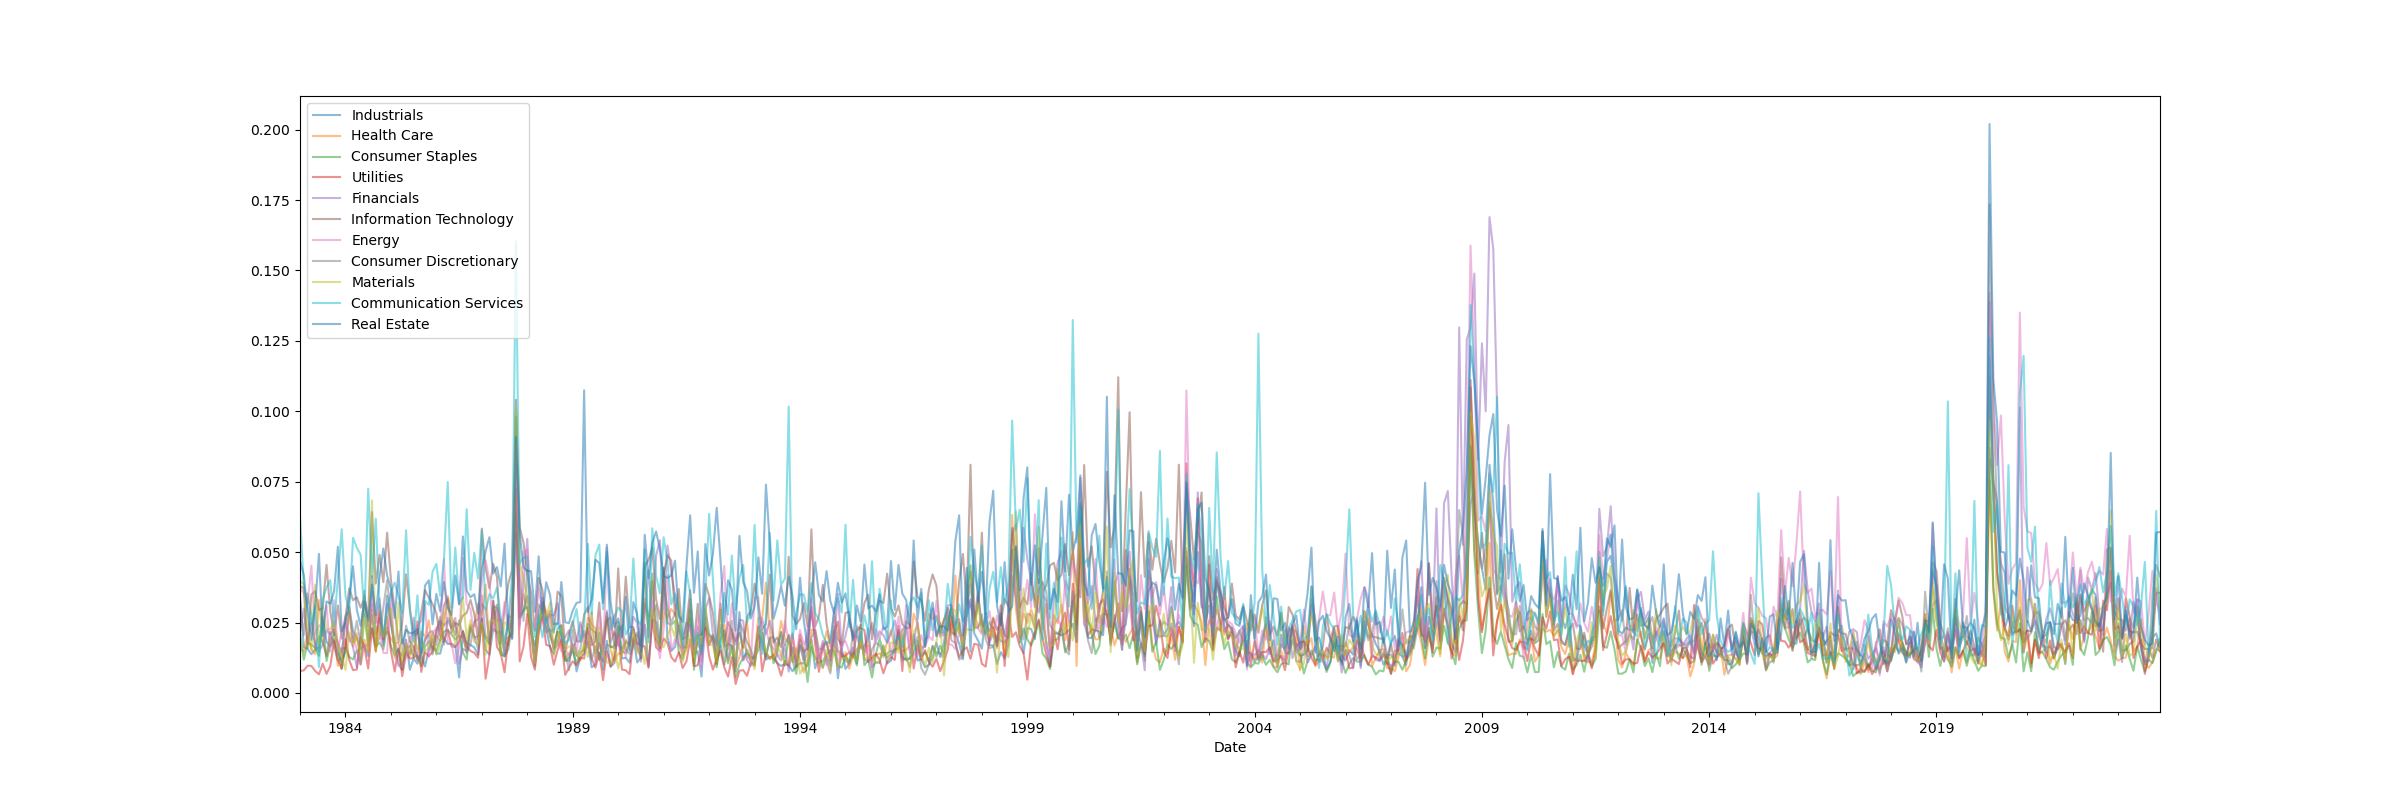 Industrials
Health Care
Consumer Staples
Utilities
Financials
Information Technology
Energy
Consumer Discretionary
Materials
Communication Services
Real Estate
0.200
0.175
0.150
0.125
0.100
0.075
0.050
0.025
0.000
1984 1989 1994 1999 2004 2009 2014 2019
Date